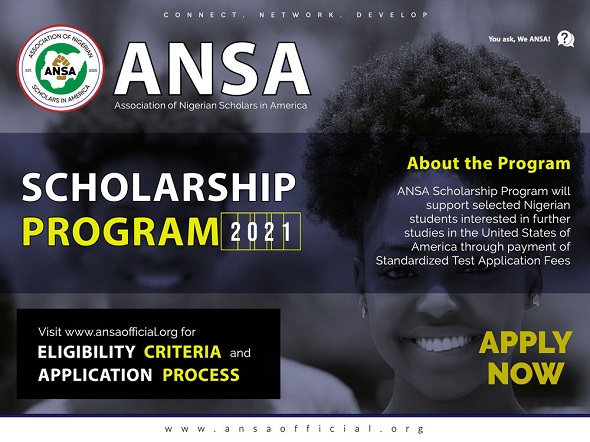 CONNECT. NETWORK. DEVELOP
You ask, We ANSA!
?
ASSOCIATION OF NIGERIAN
EST. ANSA 2020
SCHOLARS IN AMERICA
ANSA
Association of Nigerian Scholars in America
SCHOLARSHIP
PROGRAM 2021
About the Program
ANSA Scholarship Program will
support selected Nigerian
students interested in further
studies in the United States of
America through payment of
Standardized Test Application Fees
Visit www.ansaofficial.org for
ELIGIBILITY CRITERIA and
APPLICATION PROCESS
APPLY
NOW
www.ansaofficial.org